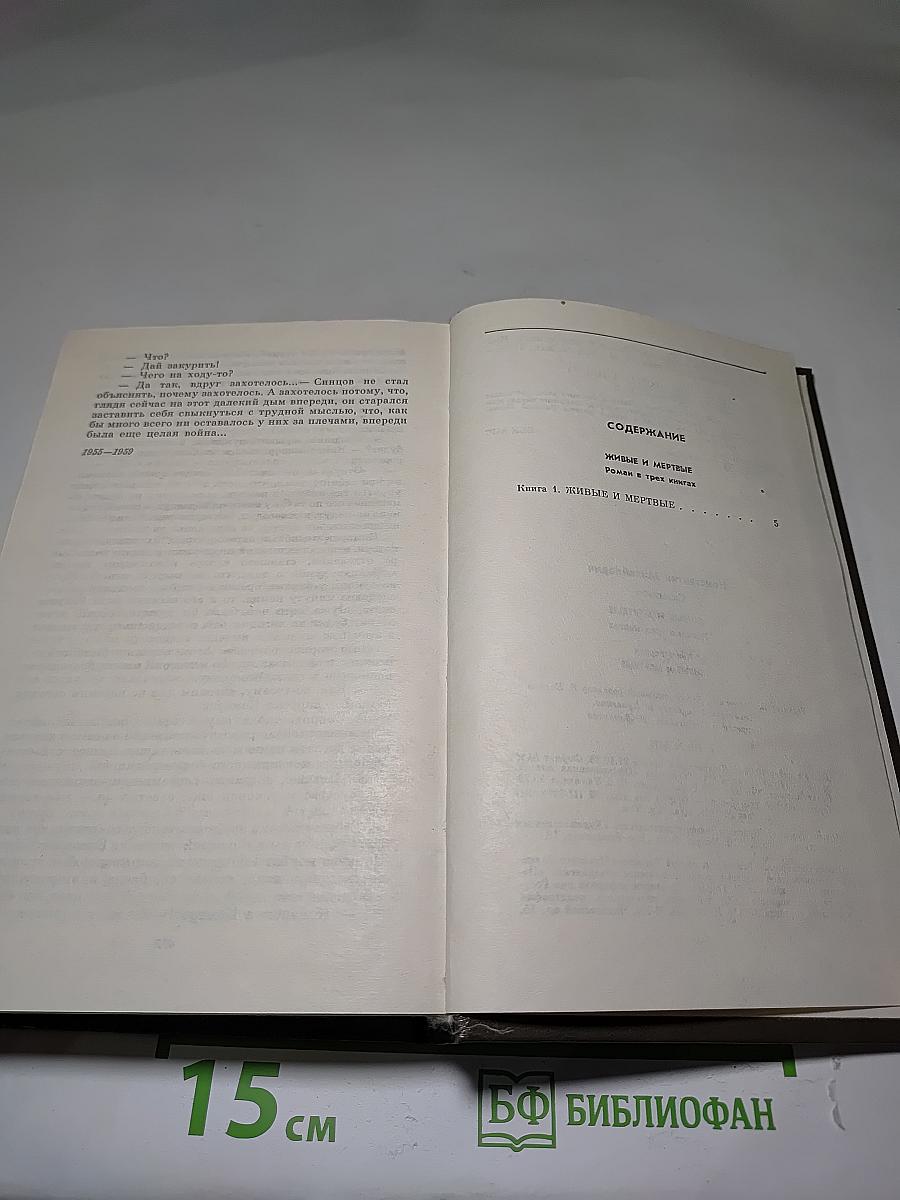 — Что?
— Дай закурить!
— Чего на ходу-то?
— Да так, вдруг захотелось...— Синцов не стал
объяснять, почему захотелось. А захотелось потому, что,
глядя сейчас на этот далекий дым впереди, он старался
заставить себя свыкнуться с трудной мыслью, что, как
бы много всего ни оставалось у них за плечами, впереди
была еще целая война...
1955—1959
СОДЕРЖАНИЕ
ЖИВЫЕ И МЕРТВЫЕ
Роман в трех книгах
Книга 1. ЖИВЫЕ И МЕРТВЫЕ . . . . . . . 5
15 см
БФ БИБЛИОФАН